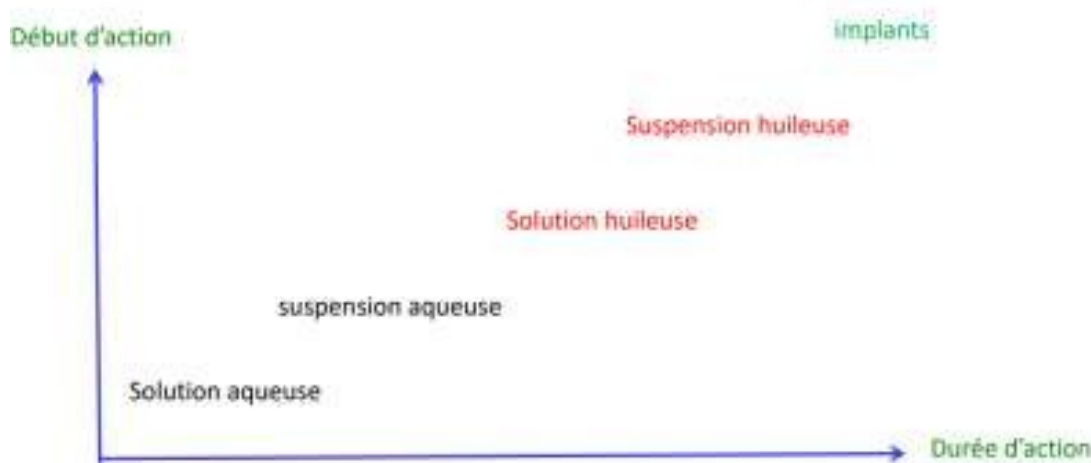 implants
Début d'action
Suspension huileuse
Solution huileuse
suspension aqueuse
Solution aqueuse
Durée d'action